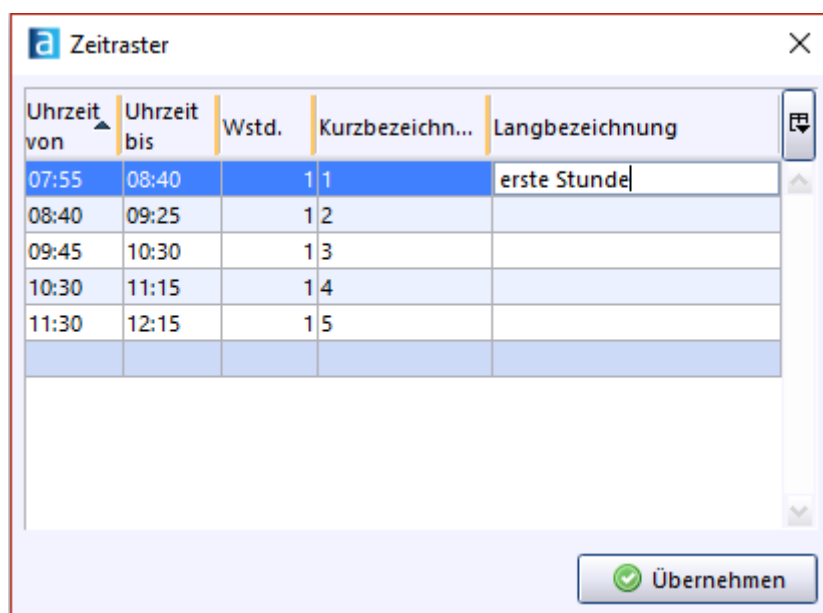 a Zeitraster
Uhrzeit von Uhrzeit bis Wstd. Kurzbezeichn... Langbezeichnung
07:55 08:40 1 1 erste Stunde
08:40 09:25 1 2
09:45 10:30 1 3
10:30 11:15 1 4
11:30 12:15 1 5
Übernehmen